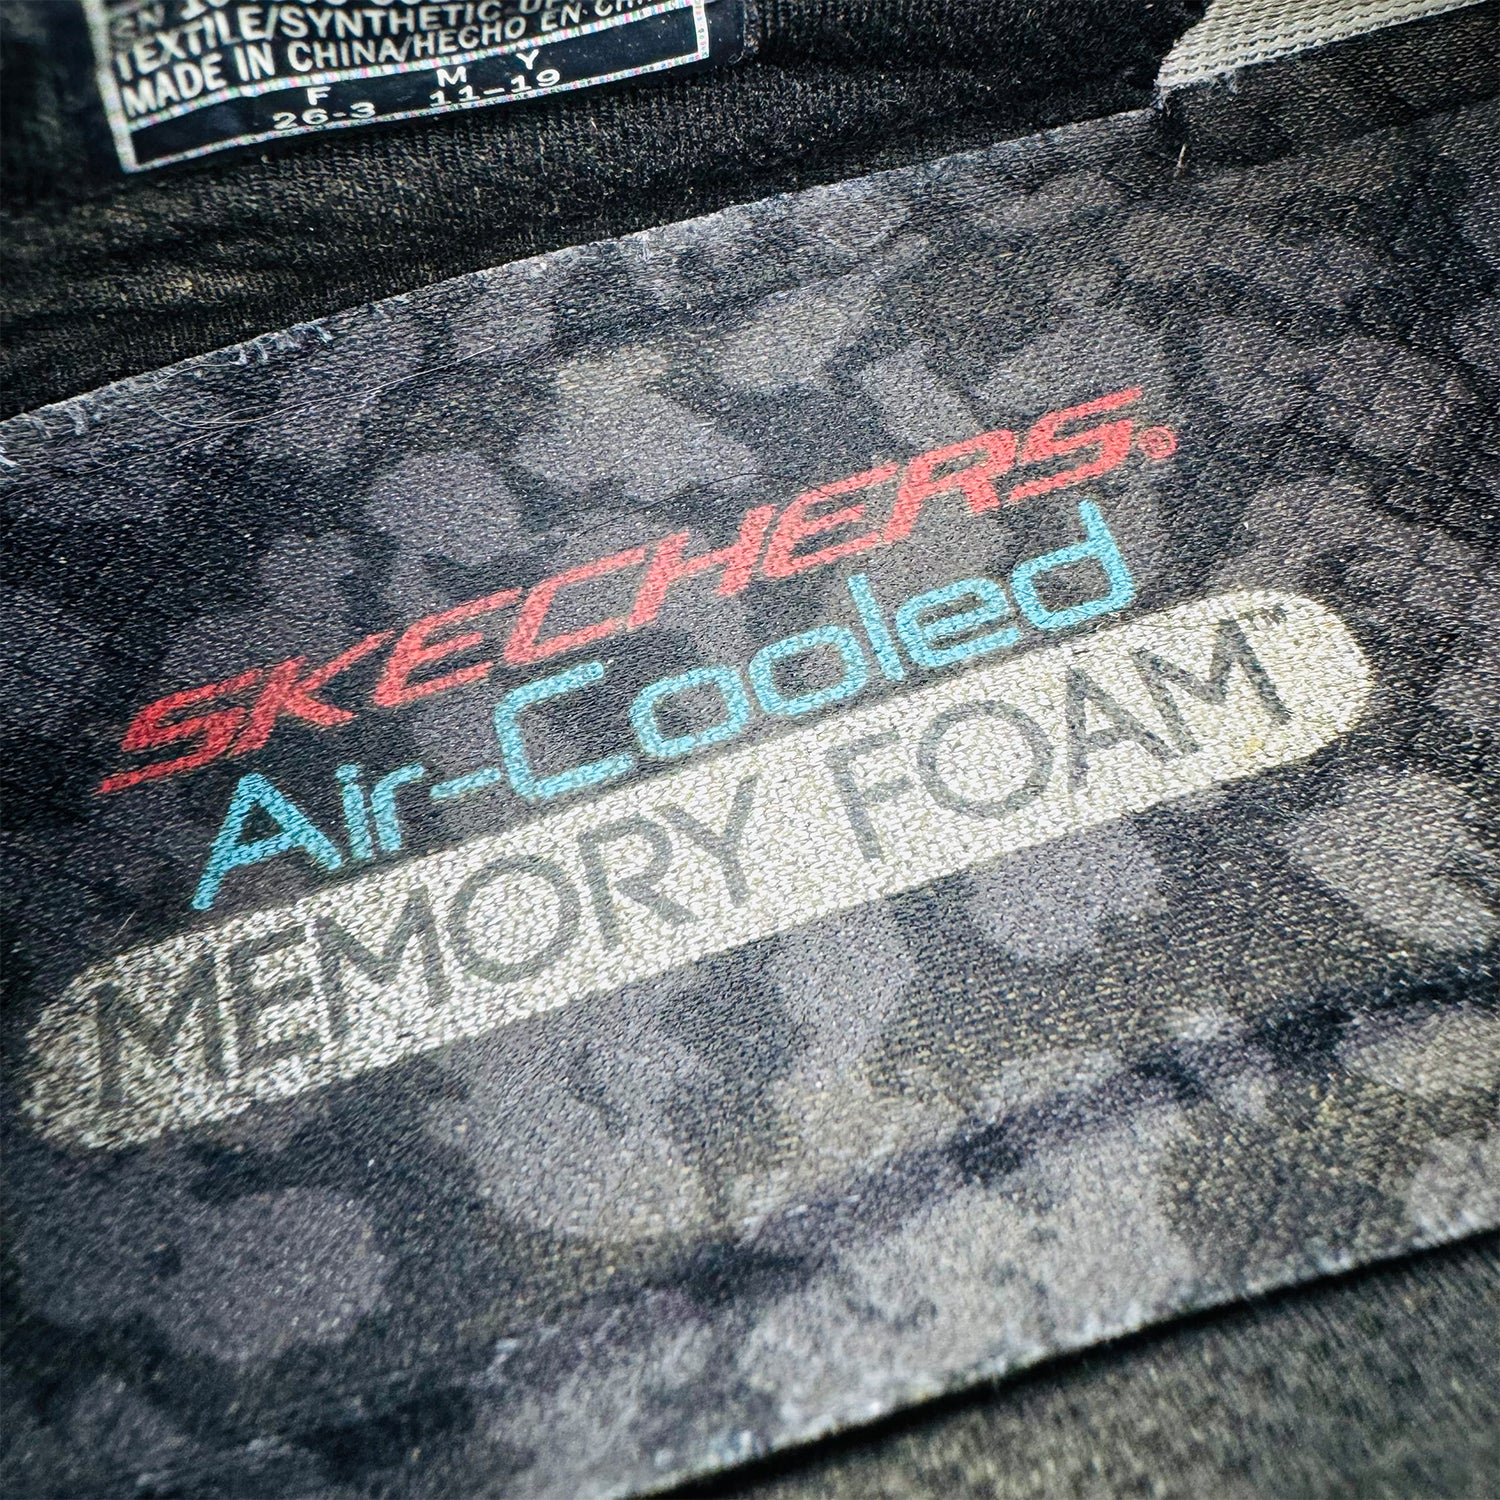 TEXTILE/SYNTHETIC
MADE IN CHINA/HECHO EN
F M Y
26-3 11-19
SKECHERS®
Air-Cooled
MEMORY FOAM™